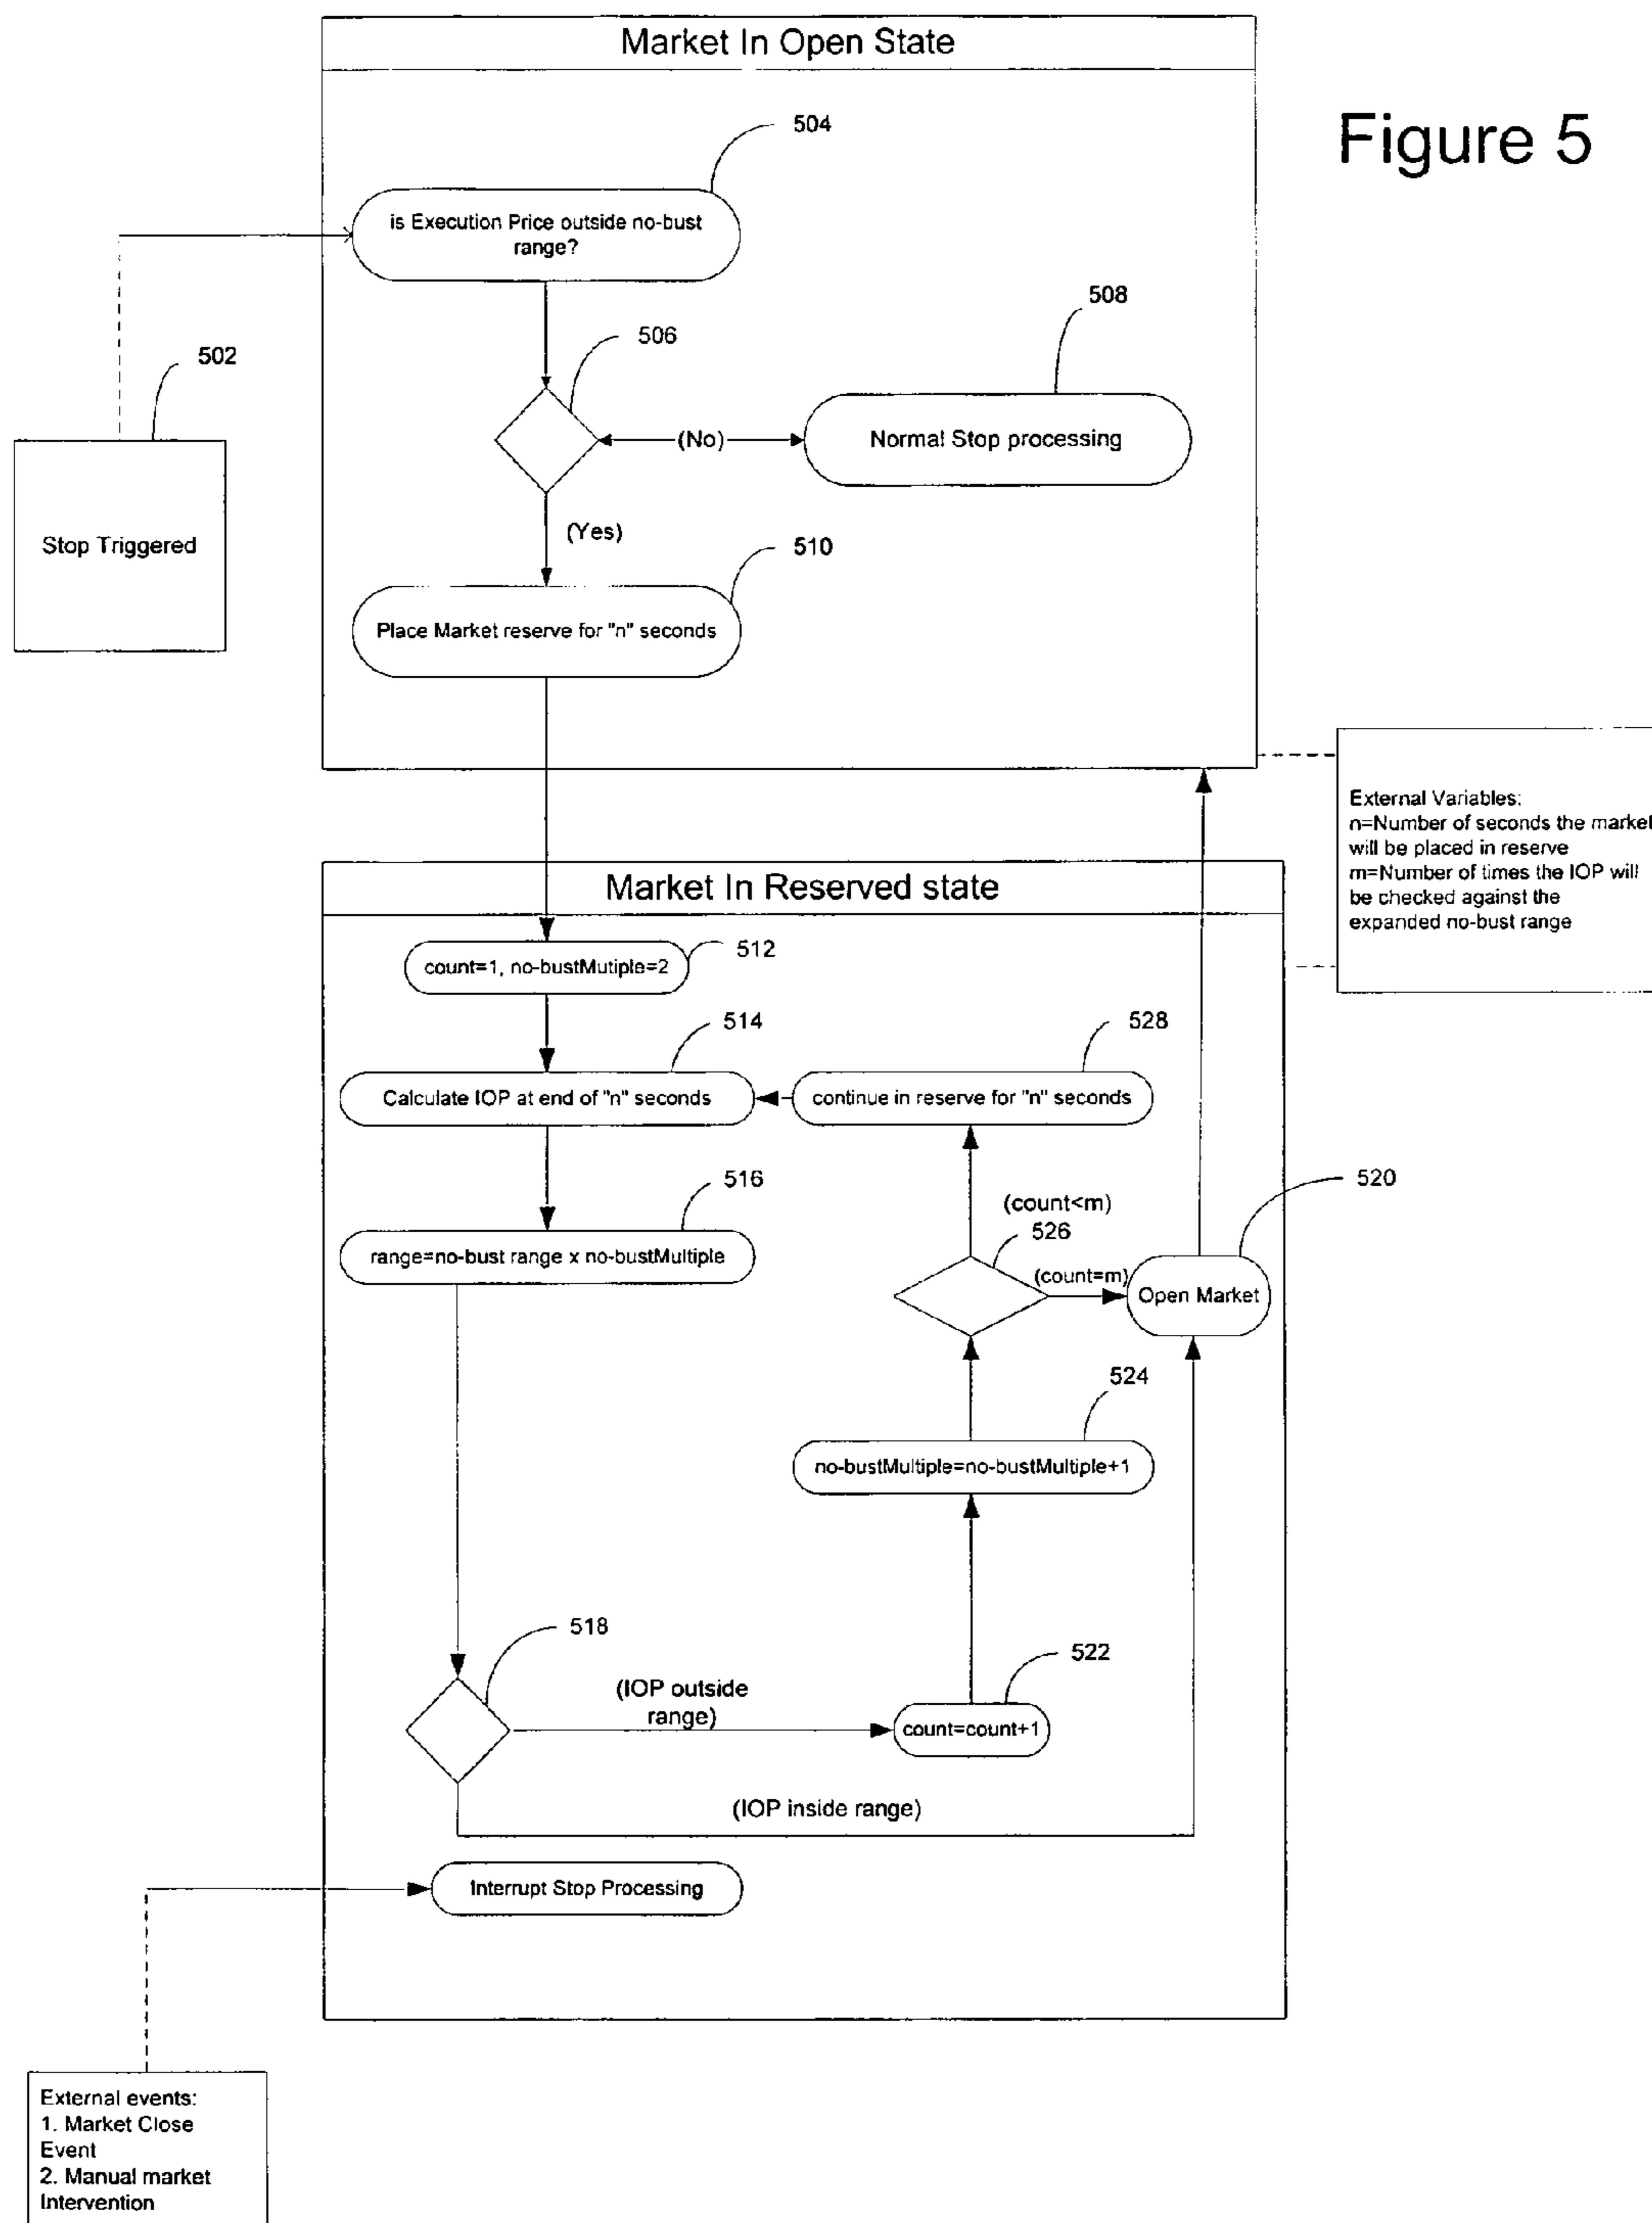 Market In Open State
Figure 5
504
is Execution Price outside no-bust
range?
508
506
502
(No)
Normal Stop processing
(Yes)
Stop Triggered
510
Place Market reserve for "n" seconds
External Variables:
n=Number of seconds the market
will be placed in reserve
m=Number of times the IOP will
be checked against the
expanded no-bust range
Market In Reserved state
count=1, no-bustMutiple=2
512
514
528
Calculate IOP at end of "n" seconds
continue in reserve for "n" seconds
516
520
(count<m)
526
range=no-bust range x no-bustMultiple
(count=m)
Open Market
524
no-bustMultiple=no-bustMultiple+1
518
522
(IOP outside
range)
count=count+1
(IOP inside range)
Interrupt Stop Processing
External events:
1. Market Close
Event
2. Manual market
Intervention